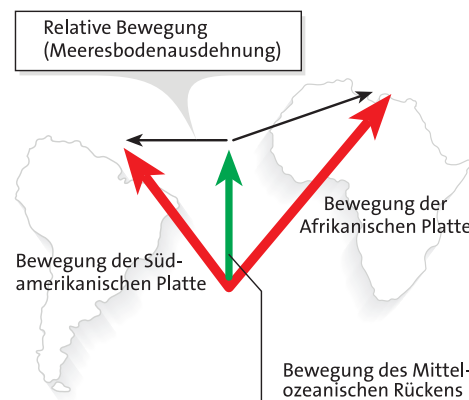 Relative Bewegung
(Meeresbodenausdehnung)
Bewegung der
Afrikanischen Platte
Bewegung der Süd-
amerikanischen Platte
Bewegung des Mittel-
ozeanischen Rückens